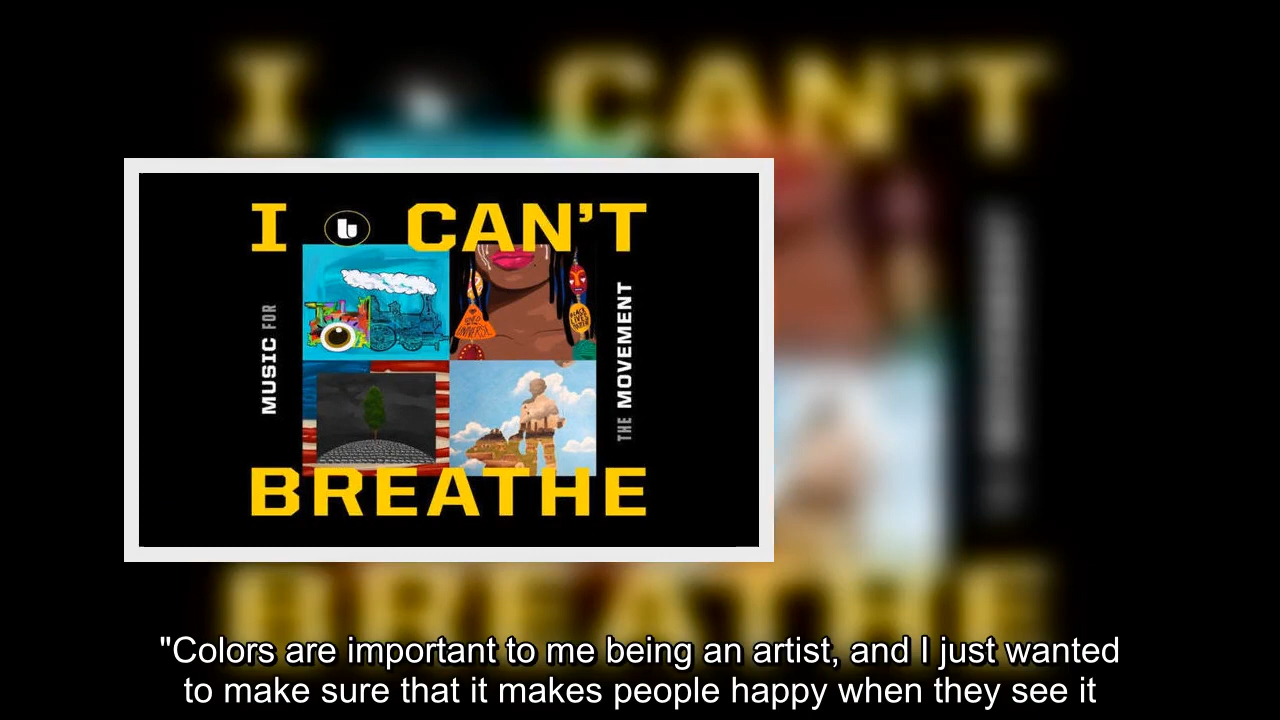 I CAN'T
MUSIC FOR
THE MOVEMENT
BREATHE
"Colors are important to me being an artist, and I just wanted
to make sure that it makes people happy when they see it